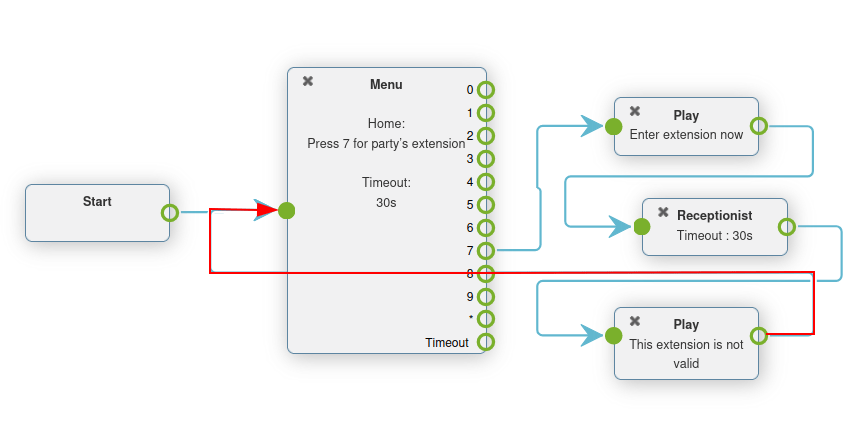 Start
Menu
Home:
Press 7 for party's extension
Timeout:
30s
0
1
2
3
4
5
6
7
8
9
*
Timeout
Play
Enter extension now
Receptionist
Timeout : 30s
Play
This extension is not
valid